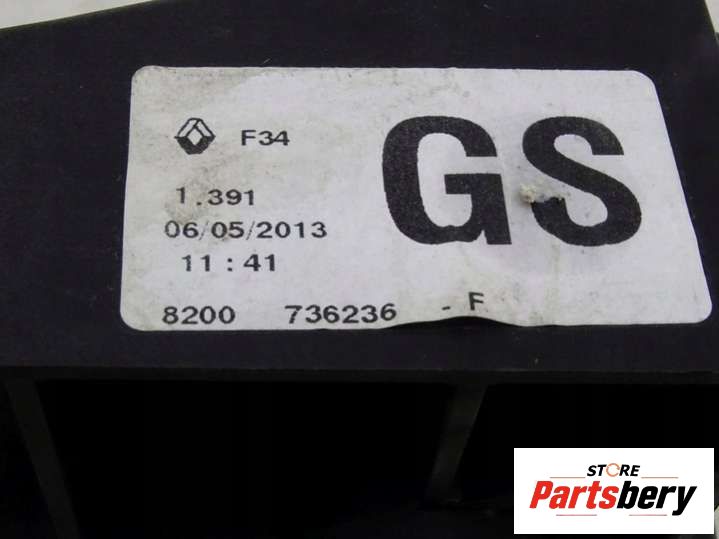 F34
GS
1.391
06/05/2013
11:41
8200 736236 - F
STORE
Partsbery